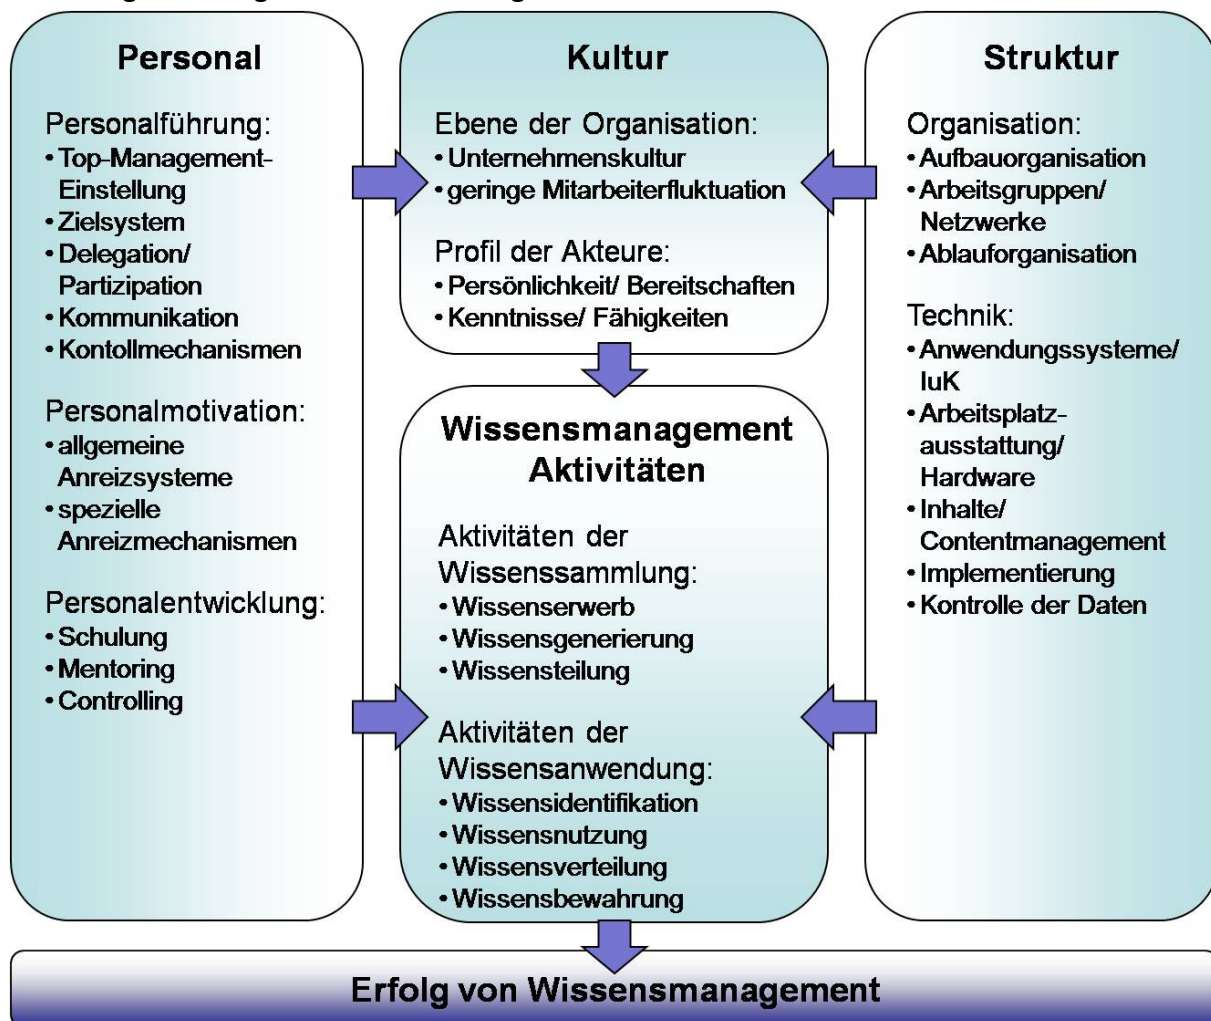 Personal
Personalführung:
• Top-Management-
Einstellung
• Zielsystem
• Delegation/
Partizipation
• Kommunikation
• Kontollmechanismen
Personalmotivation:
• allgemeine
Anreizsysteme
• spezielle
Anreizmechanismen
Personalentwicklung:
• Schulung
• Mentoring
• Controlling
Kultur
Ebene der Organisation:
• Unternehmenskultur
• geringe Mitarbeiterfluktuation
Profil der Akteure:
• Persönlichkeit/ Bereitschaften
• Kenntnisse/ Fähigkeiten
Wissensmanagement
Aktivitäten
Aktivitäten der
Wissenssammlung:
• Wissenserwerb
• Wissensgenerierung
• Wissensteilung
Aktivitäten der
Wissensanwendung:
• Wissensidentifikation
• Wissensnutzung
• Wissensverteilung
• Wissensbewahrung
Struktur
Organisation:
• Aufbauorganisation
• Arbeitsgruppen/
Netzwerke
• Ablauforganisation
Technik:
• Anwendungssysteme/
IuK
• Arbeitsplatz-
ausstattung/
Hardware
• Inhalte/
Contentmanagement
• Implementierung
• Kontrolle der Daten
Erfolg von Wissensmanagement